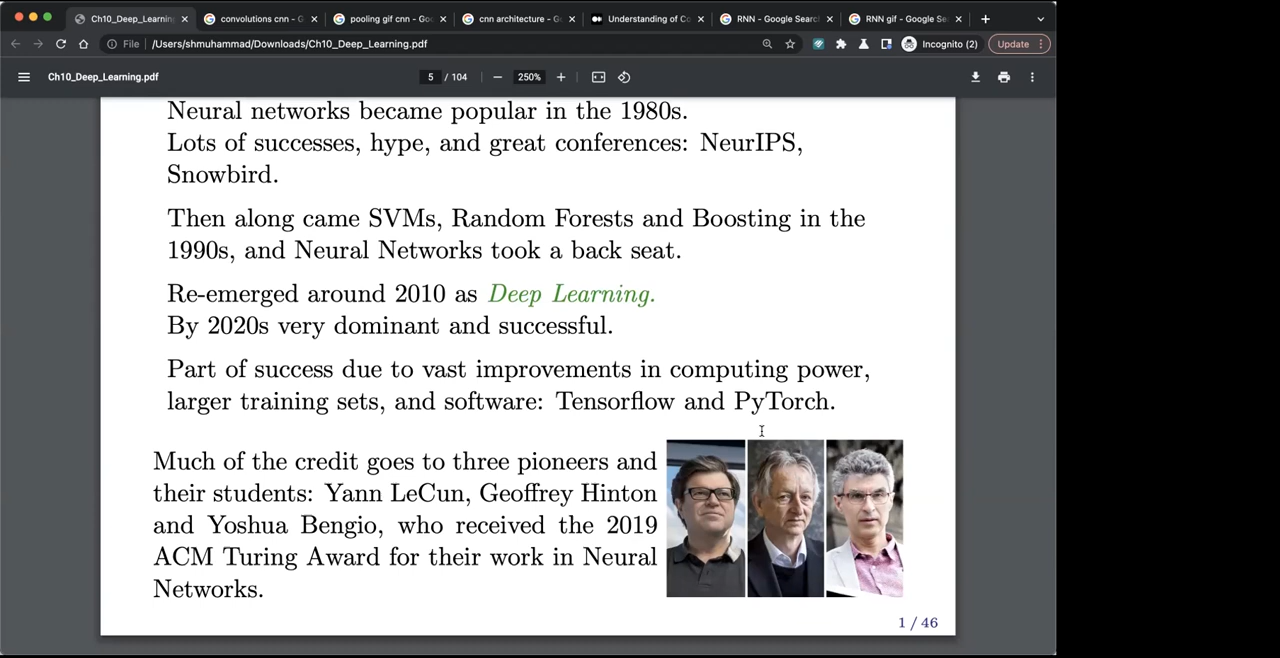 Ch10_Deep_Learning.pdf
convolutions cnn - G
pooling gif cnn - Goo
cnn architecture - G
Understanding of Co
RNN - Google Search
RNN gif - Google Se
File
/Users/shmuhammad/Downloads/Ch10_Deep_Learning.pdf
Incognito (2)
Update
Ch10_Deep_Learning.pdf
5 / 104
250%
Neural networks became popular in the 1980s.
Lots of successes, hype, and great conferences: NeurIPS,
Snowbird.
Then along came SVMs, Random Forests and Boosting in the
1990s, and Neural Networks took a back seat.
Re-emerged around 2010 as Deep Learning.
By 2020s very dominant and successful.
Part of success due to vast improvements in computing power,
larger training sets, and software: Tensorflow and PyTorch.
Much of the credit goes to three pioneers and
their students: Yann LeCun, Geoffrey Hinton
and Yoshua Bengio, who received the 2019
ACM Turing Award for their work in Neural
Networks.
1 / 46